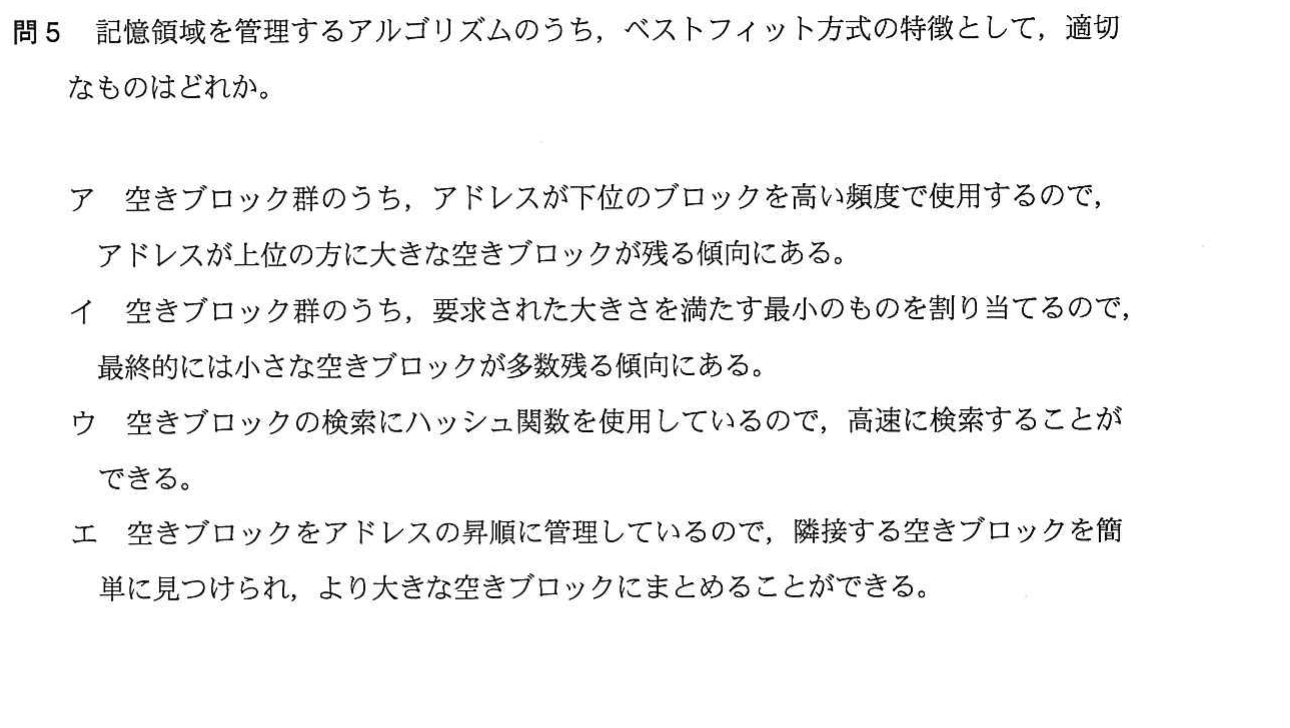 問5 記憶領域を管理するアルゴリズムのうち，ベストフィット方式の特徴として，適切
なものはどれか。
ア 空きブロック群のうち，アドレスが下位のブロックを高い頻度で使用するので，
アドレスが上位の方に大きな空きブロックが残る傾向にある。
イ 空きブロック群のうち，要求された大きさを満たす最小のものを割り当てるので，
最終的には小さな空きブロックが多数残る傾向にある。
ウ 空きブロックの検索にハッシュ関数を使用しているので，高速に検索することが
できる。
エ 空きブロックをアドレスの昇順に管理しているので，隣接する空きブロックを簡
単に見つけられ，より大きな空きブロックにまとめることができる。